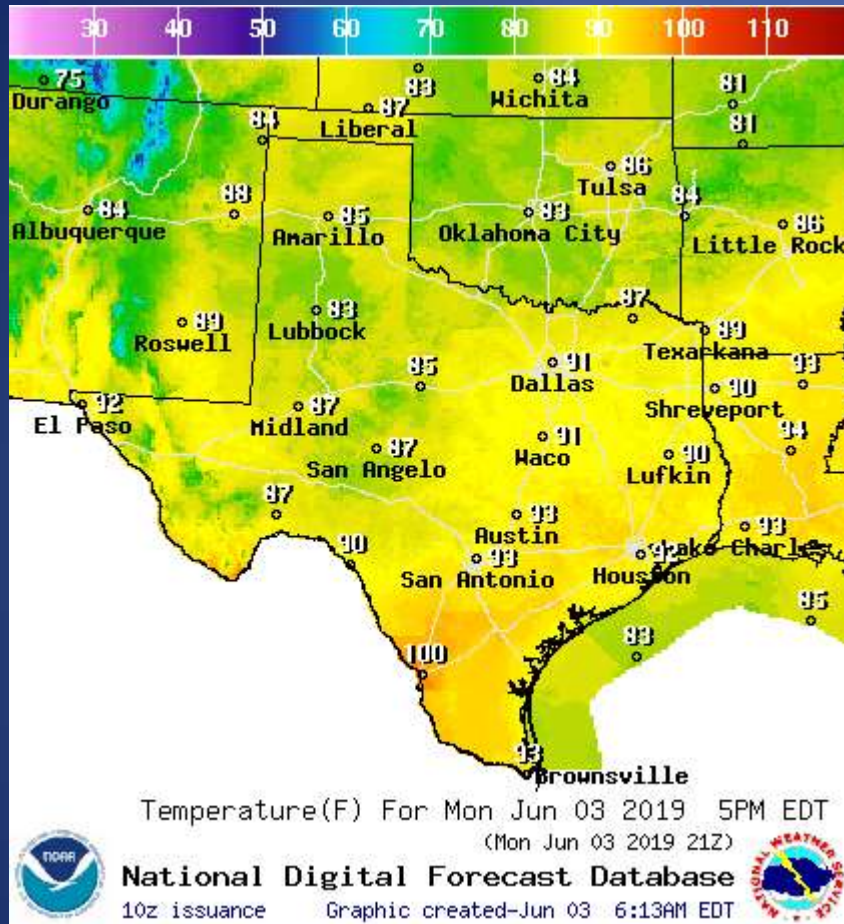 30 40 50 60 70 80 90 100 110
75
Durango
83
84
Wichita
87
Liberal
81
84
81
86
Tulsa
84
Albuquerque
88
85
Amarillo
83
Oklahoma City
84
86
Little Rock
89
Roswell
83
Lubbock
87
89
Texarkana
91
Dallas
85
93
90
Shreveport
92
El Paso
87
Midland
87
San Angelo
91
Waco
90
Lufkin
94
87
93
Austin
93
Lake Charles
90
93
San Antonio
92
Houston
85
83
100
93
Brownsville
Temperature(F) For Mon Jun 03 2019 5PM EDT
(Mon Jun 03 2019 21Z)
NOAA
National Digital Forecast Database
10z issuance Graphic created-Jun 03 6:13AM EDT
NATIONAL WEATHER SERVICE